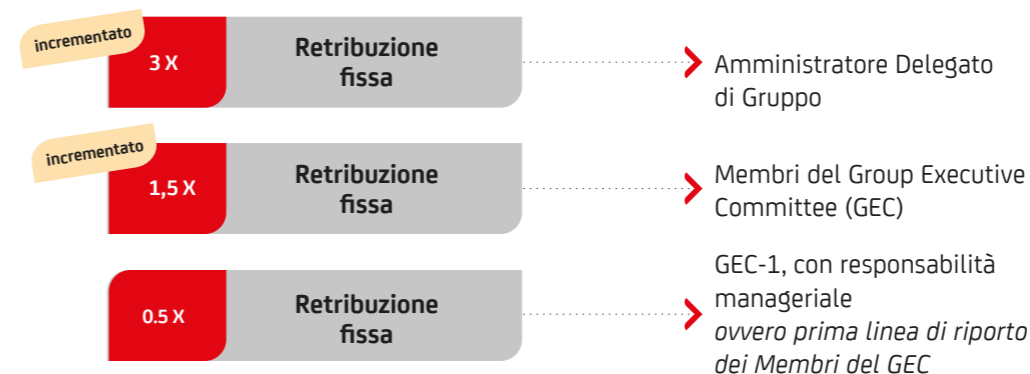 incrementato
3 X
Retribuzione
fissa
Amministratore Delegato
di Gruppo
incrementato
1,5 X
Retribuzione
fissa
Membri del Group Executive
Committee (GEC)
0.5 X
Retribuzione
fissa
GEC-1, con responsabilità
manageriale
ovvero prima linea di riporto
dei Membri del GEC